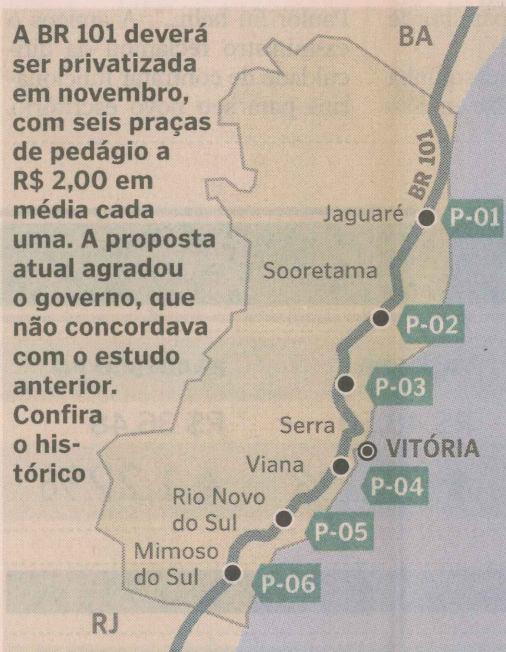 A BR 101 deverá
ser privatizada
em novembro,
com seis praças
de pedágio a
R$ 2,00 em
média cada
uma. A proposta
atual agradou
o governo, que
não concordava
com o estudo
anterior.
Confira
o his-
tórico
BA
BR 101
Jaguaré
P-01
Sooretama
P-02
P-03
Serra
VITÓRIA
Viana
P-04
Rio Novo
do Sul
P-05
Mimoso
do Sul
P-06
RJ